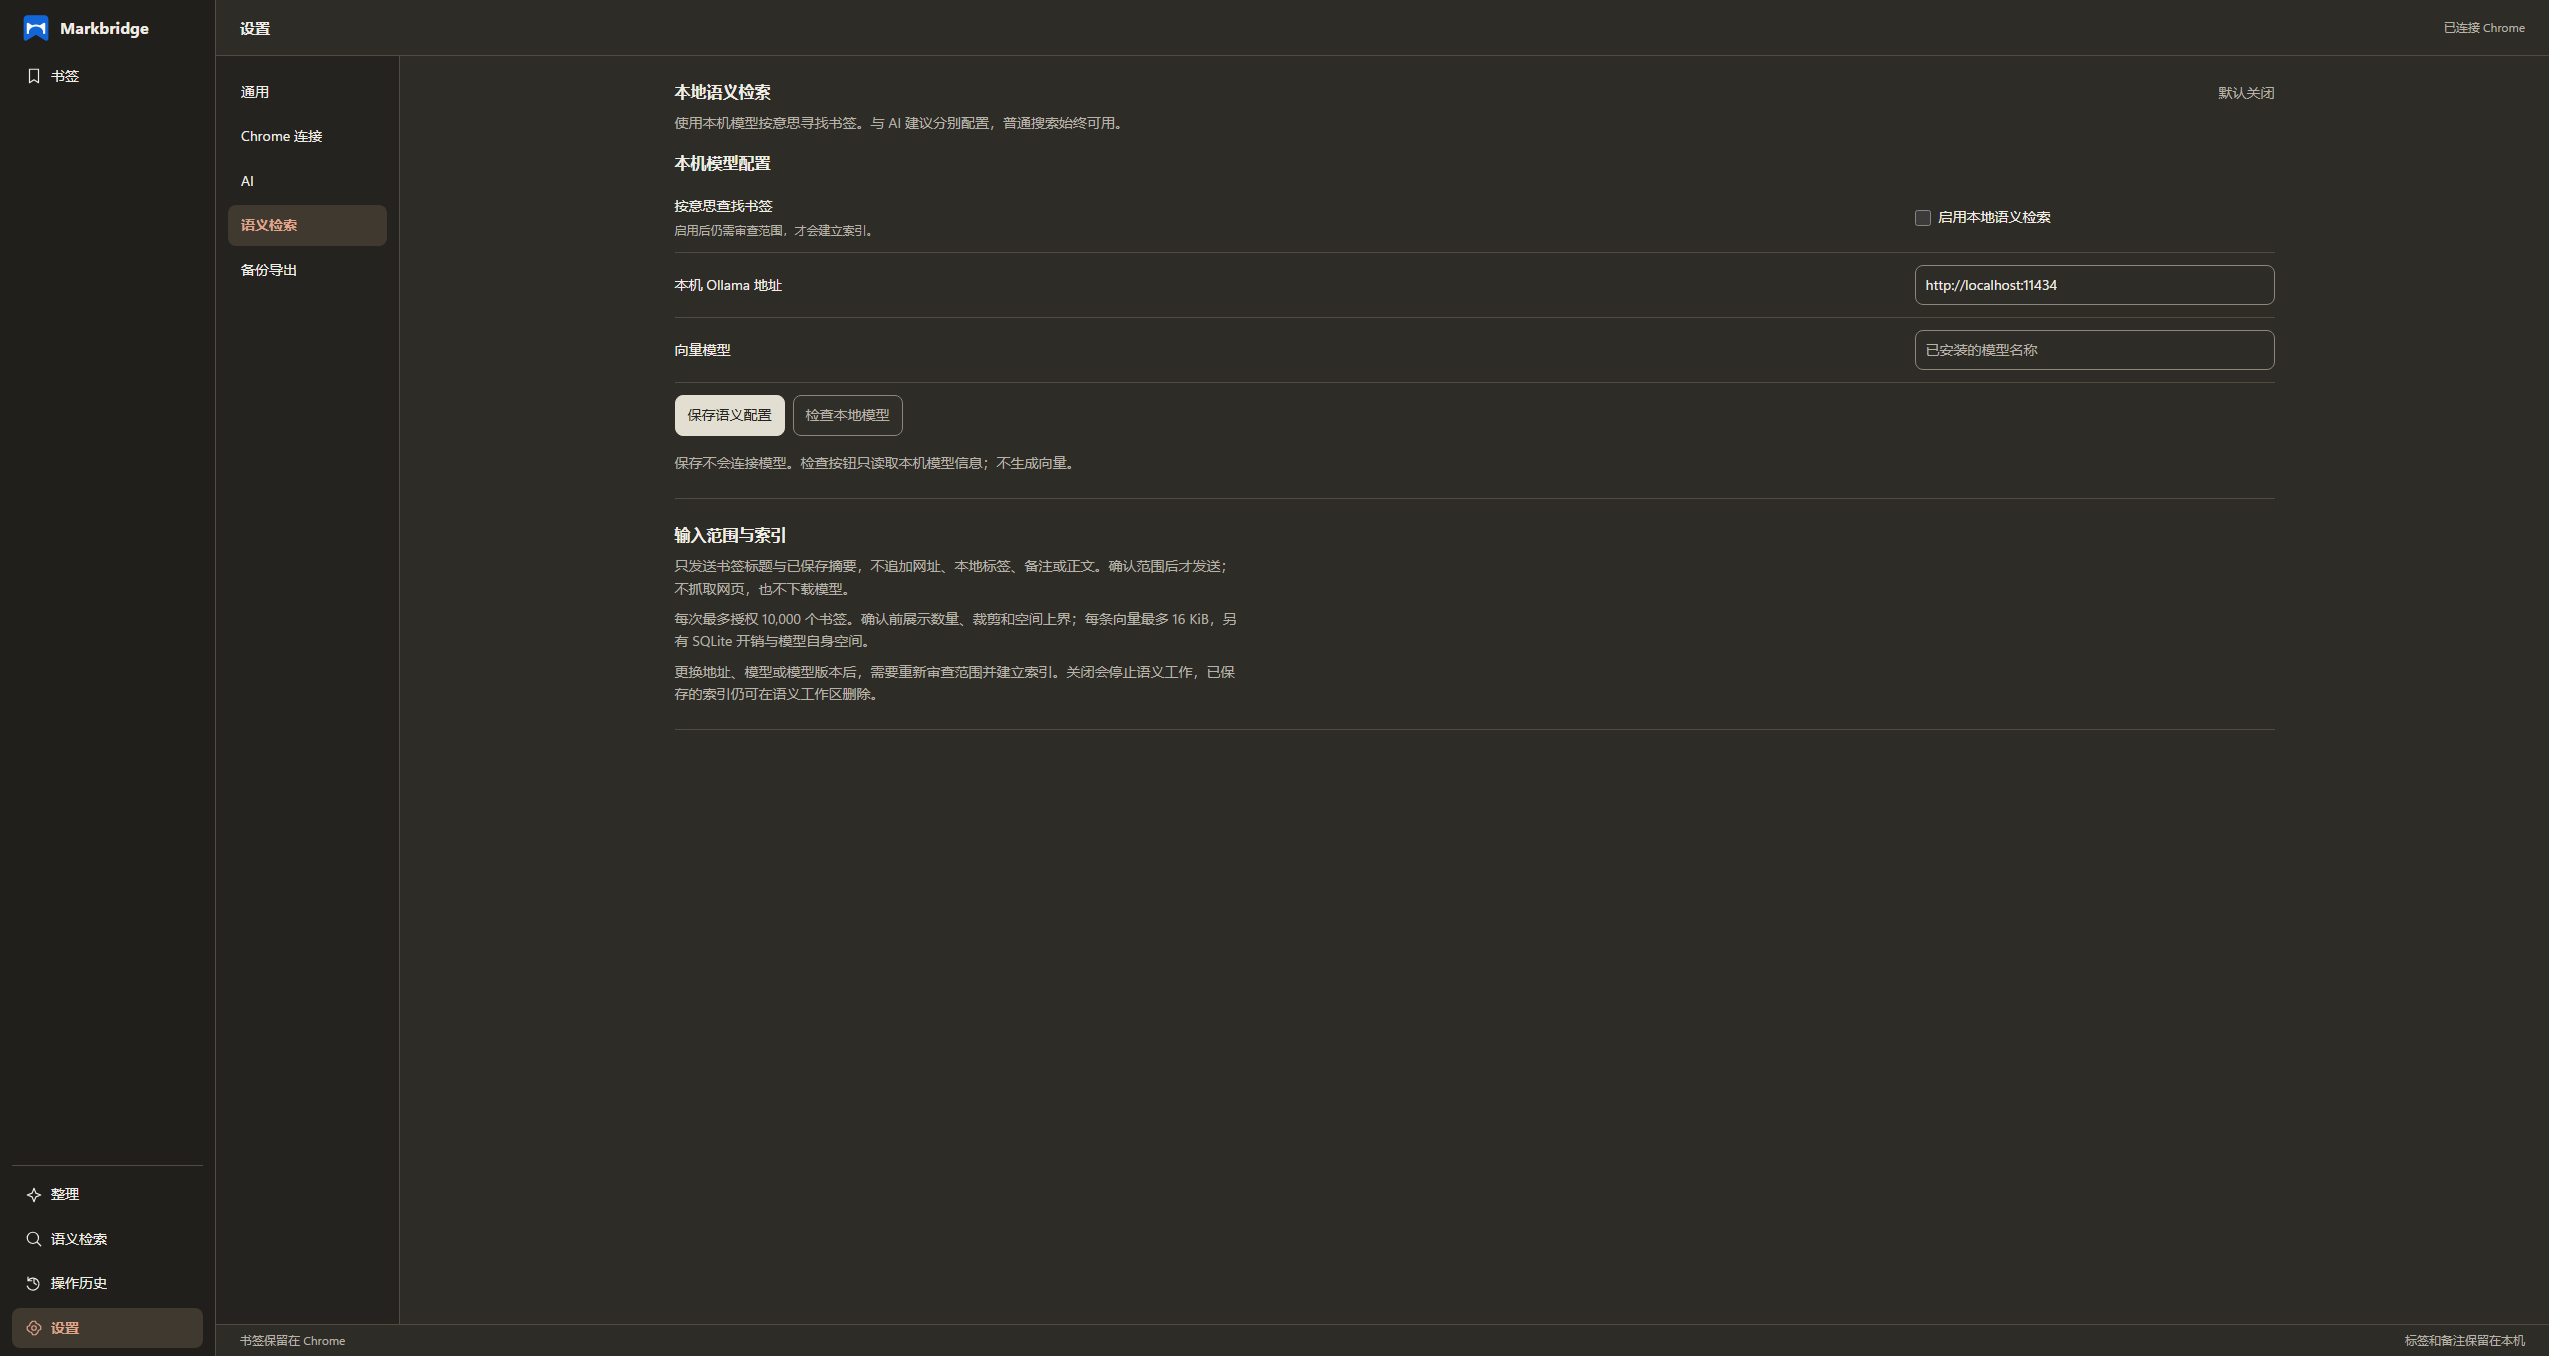 Markbridge
书签
整理
语义检索
操作历史
设置
设置
已连接 Chrome
通用
Chrome 连接
AI
语义检索
备份导出
本地语义检索
默认关闭
使用本机模型按意思寻找书签。与 AI 建议分别配置，普通搜索始终可用。
本机模型配置
按意思查找书签
启用后仍需审查范围，才会建立索引。
启用本地语义检索
本机 Ollama 地址
http://localhost:11434
向量模型
已安装的模型名称
保存语义配置
检查本地模型
保存不会连接模型。检查按钮只读取本机模型信息；不生成向量。
输入范围与索引
只发送书签标题与已保存摘要，不追加网址、本地标签、备注或正文。确认范围后才发送；
不抓取网页，也不下载模型。
每次最多授权 10,000 个书签。确认前展示数量、裁剪和空间上界；每条向量最多 16 KiB，另
有 SQLite 开销与模型自身空间。
更换地址、模型或模型版本后，需要重新审查范围并建立索引。关闭会停止语义工作，已保
存的索引仍可在语义工作区删除。
书签保留在 Chrome
标签和备注保留在本机